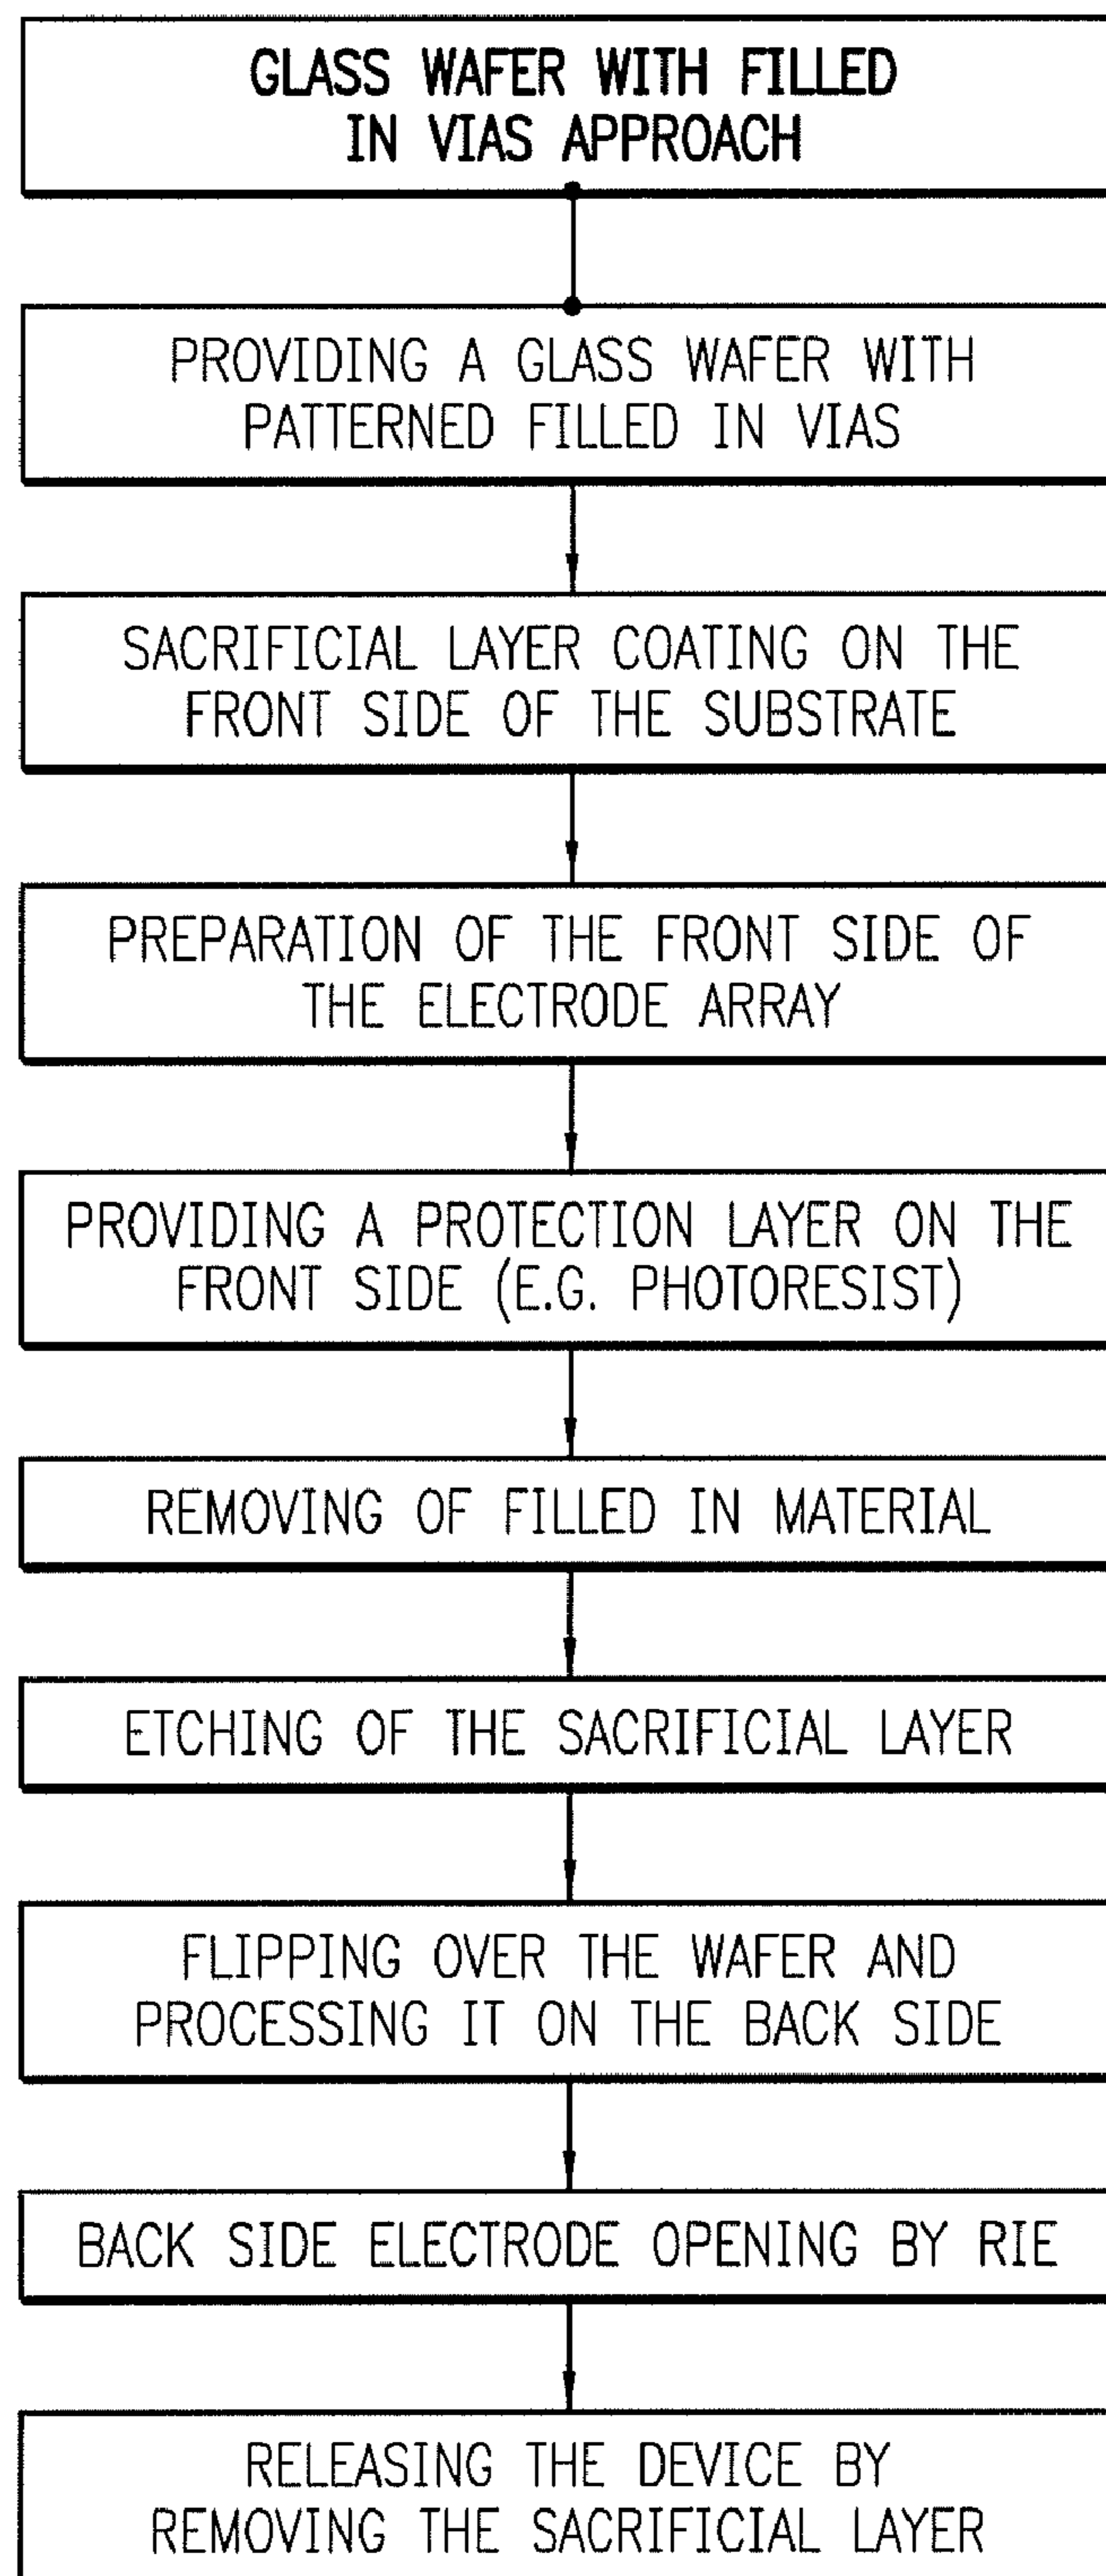 GLASS WAFER WITH FILLED
IN VIAS APPROACH
PROVIDING A GLASS WAFER WITH
PATTERNED FILLED IN VIAS
SACRIFICIAL LAYER COATING ON THE
FRONT SIDE OF THE SUBSTRATE
PREPARATION OF THE FRONT SIDE OF
THE ELECTRODE ARRAY
PROVIDING A PROTECTION LAYER ON THE
FRONT SIDE (E.G. PHOTORESIST)
REMOVING OF FILLED IN MATERIAL
ETCHING OF THE SACRIFICIAL LAYER
FLIPPING OVER THE WAFER AND
PROCESSING IT ON THE BACK SIDE
BACK SIDE ELECTRODE OPENING BY RIE
RELEASING THE DEVICE BY
REMOVING THE SACRIFICIAL LAYER